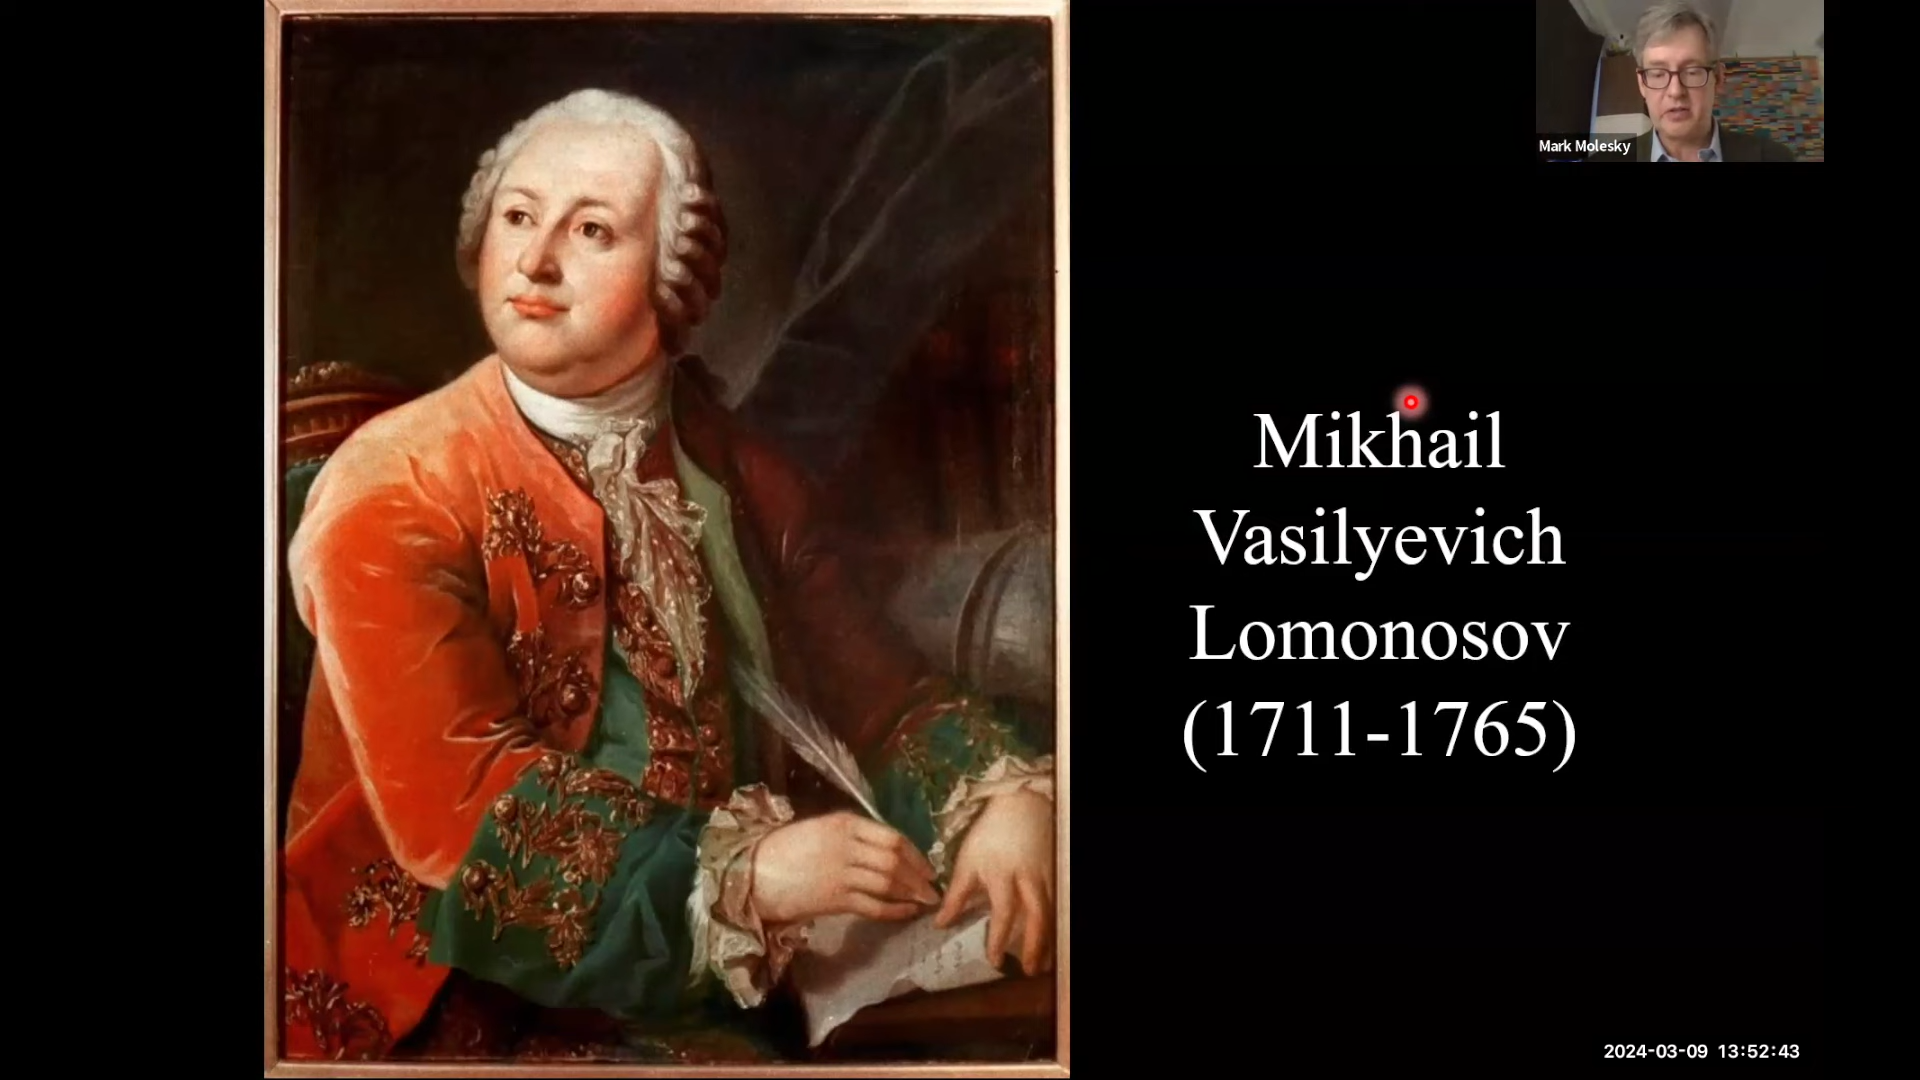 Mark Molesky
Mikhail
Vasilyevich
Lomonosov
(1711-1765)
2024-03-09 13:52:43